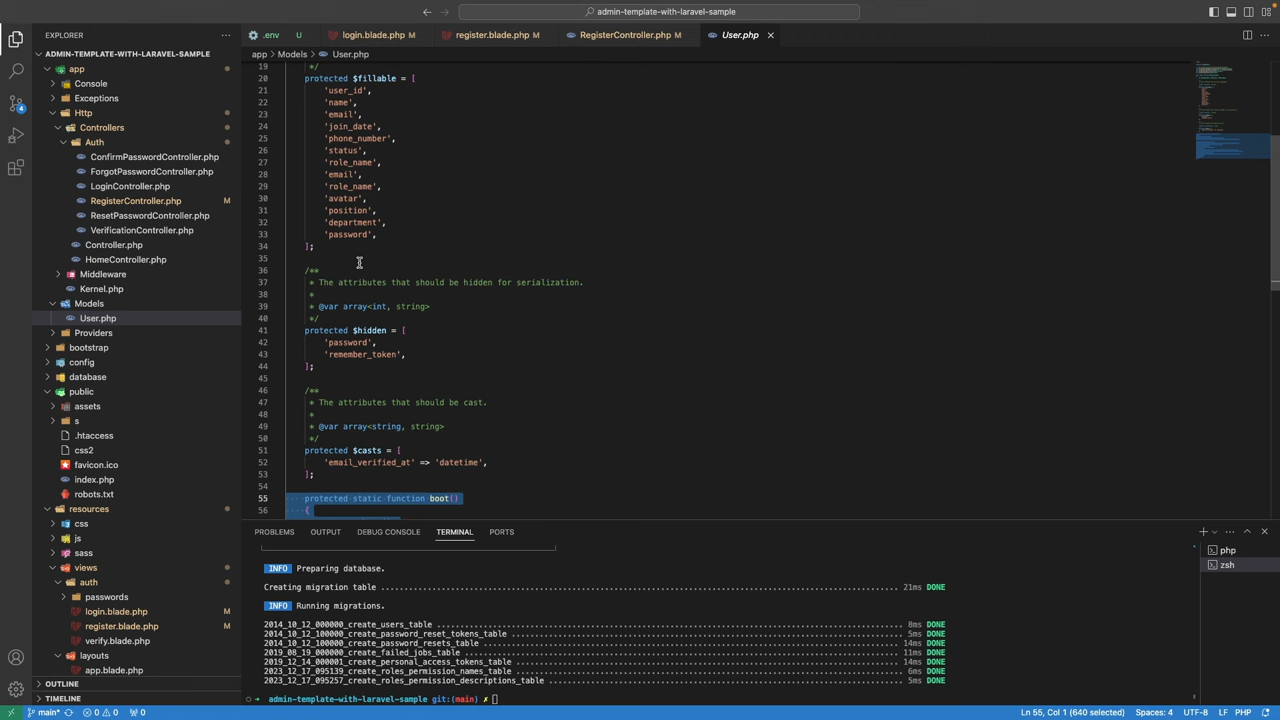 admin-template-with-laravel-sample
EXPLORER
ADMIN-TEMPLATE-WITH-LARAVEL-SAMPLE
app
Console
Exceptions
Http
Controllers
Auth
ConfirmPasswordController.php
ForgotPasswordController.php
LoginController.php
RegisterController.php M
ResetPasswordController.php
VerificationController.php
Controller.php
HomeController.php
Middleware
Kernel.php
Models
User.php
Providers
bootstrap
config
database
public
assets
s
.htaccess
css2
favicon.ico
index.php
robots.txt
resources
css
js
sass
views
auth
passwords
login.blade.php M
register.blade.php M
verify.blade.php
layouts
app.blade.php
OUTLINE
TIMELINE
.env U login.blade.php M register.blade.php M RegisterController.php M User.php
app > Models > User.php
19 */
20 protected $fillable = [
21 'user_id',
22 'name',
23 'email',
24 'join_date',
25 'phone_number',
26 'status',
27 'role_name',
28 'email',
29 'role_name',
30 'avatar',
31 'position',
32 'department',
33 'password',
34 ];
35
36 /**
37 * The attributes that should be hidden for serialization.
38 *
39 * @var array<int, string>
40 */
41 protected $hidden = [
42 'password',
43 'remember_token',
44 ];
45
46 /**
47 * The attributes that should be cast.
48 *
49 * @var array<string, string>
50 */
51 protected $casts = [
52 'email_verified_at' => 'datetime',
53 ];
54
55 protected static function boot()
56 {
PROBLEMS OUTPUT DEBUG CONSOLE TERMINAL PORTS
php
zsh
INFO Preparing database.
Creating migration table ........ 21ms DONE
INFO Running migrations.
2014_10_12_000000_create_users_table ........ 8ms DONE
2014_10_12_100000_create_password_reset_tokens_table ........ 5ms DONE
2014_10_12_100000_create_password_resets_table ........ 14ms DONE
2019_08_19_000000_create_failed_jobs_table ........ 11ms DONE
2019_12_14_000001_create_personal_access_tokens_table ........ 14ms DONE
2023_12_17_095139_create_roles_permission_names_table ........ 6ms DONE
2023_12_17_095257_create_roles_permission_descriptions_table ........ 5ms DONE
admin-template-with-laravel-sample git:(main) ✗
4
main* 0 0 0 Ln 55, Col 1 (640 selected) Spaces: 4 UTF-8 LF PHP